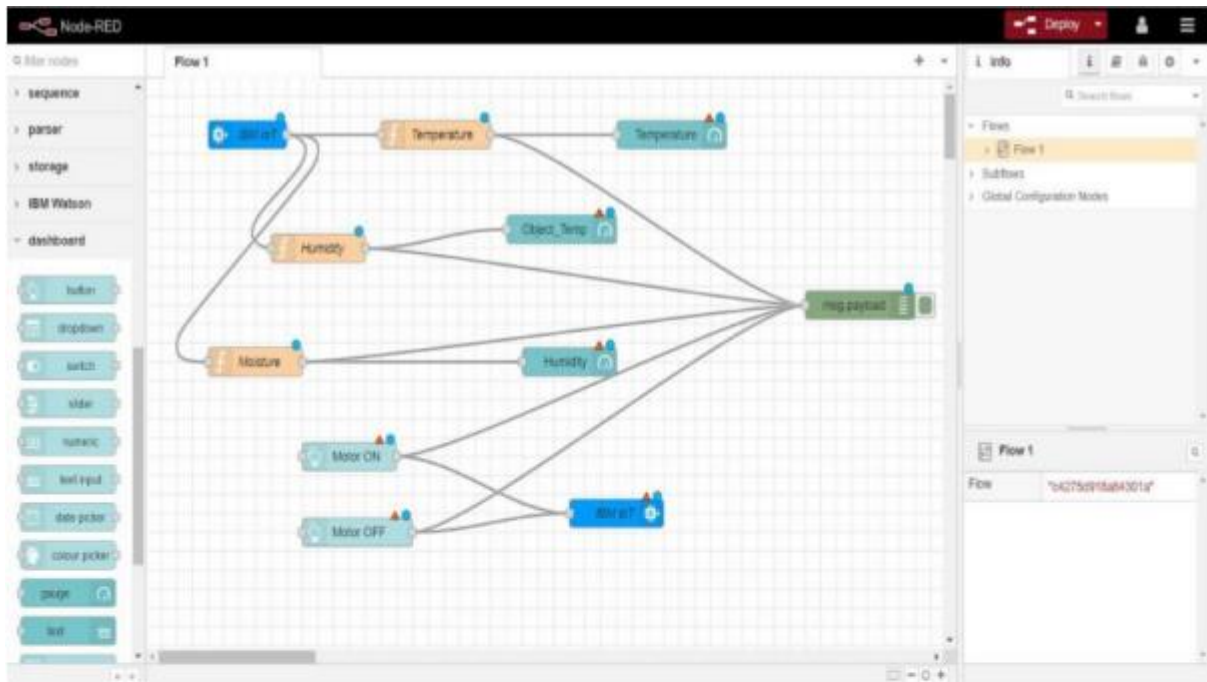 Node-RED
Deploy
filter nodes
Flow 1
info
i
Search flows
sequence
parser
storage
IBM Watson
dashboard
button
dropdown
switch
slider
numeric
text input
date picker
colour picker
gauge
text
IBM IoT
Temperature
Temperature
Humidity
Object_Temp
msg.payload
Moisture
Humidity
Motor ON
Motor OFF
IBM IoT
Flows
Flow 1
Subflows
Global Configuration Nodes
Flow 1
Flow